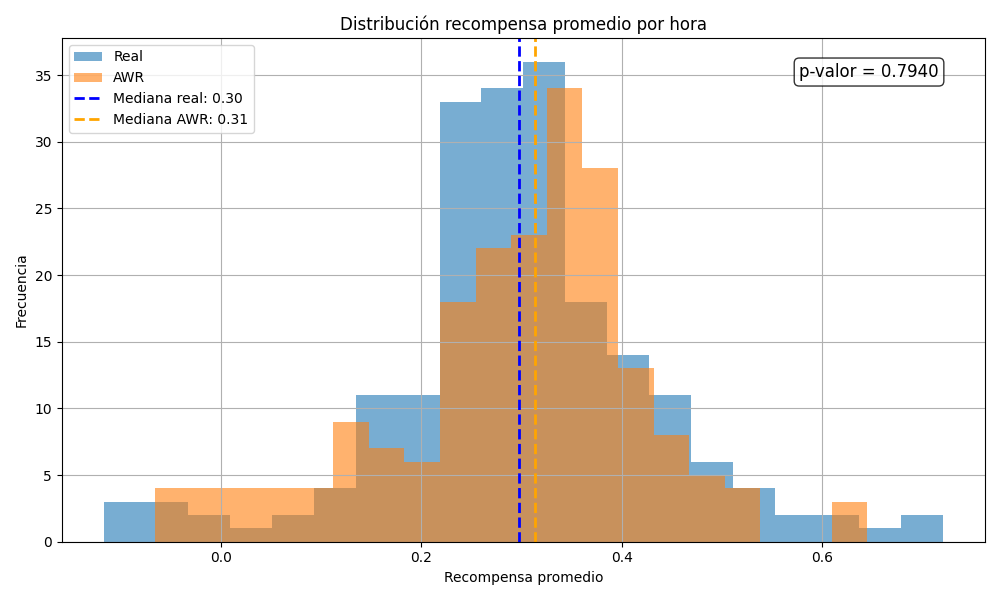 Distribución recompensa promedio por hora
Real
AWR
Mediana real: 0.30
Mediana AWR: 0.31
p-valor = 0.7940
Frecuencia
35
30
25
20
15
10
5
0
0.0 0.2 0.4 0.6
Recompensa promedio